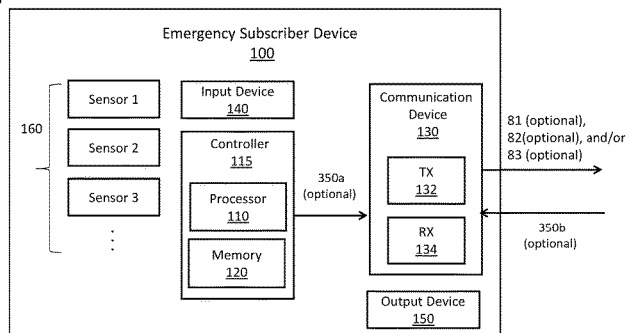 Emergency Subscriber Device
100
160
Sensor 1
Sensor 2
Sensor 3
Input Device
140
Controller
115
Processor
110
Memory
120
350a
(optional)
Communication
Device
130
TX
132
RX
134
Output Device
150
81 (optional),
82(optional), and/or
83 (optional)
350b
(optional)